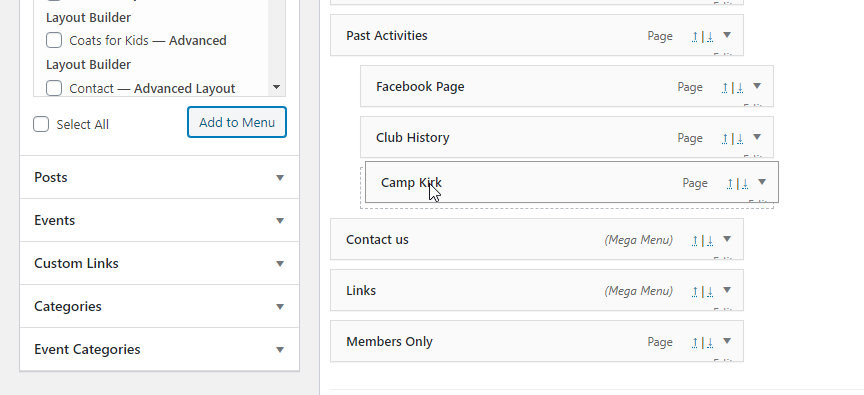 Layout Builder
Coats for Kids — Advanced
Layout Builder
Contact — Advanced Layout
Select All
Add to Menu
Posts
Events
Custom Links
Categories
Event Categories
Past Activities Page ↑|↓
Facebook Page Page ↑|↓
Club History Page ↑|↓
Camp Kirk Page ↑|↓
Contact us (Mega Menu) ↑|↓
Links (Mega Menu) ↑|↓
Members Only Page ↑|↓